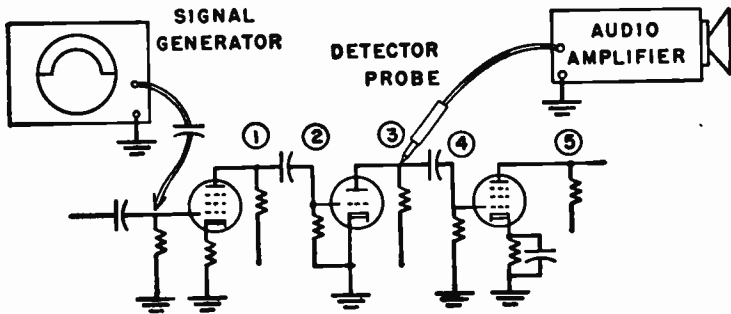 SIGNAL
GENERATOR
DETECTOR
PROBE
AUDIO
AMPLIFIER
1
2
3
4
5